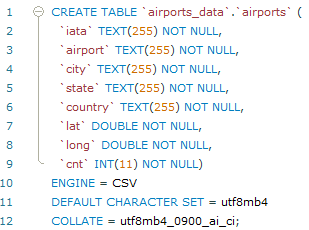 1 CREATE TABLE `airports_data`.`airports` (
2 `iata` TEXT(255) NOT NULL,
3 `airport` TEXT(255) NOT NULL,
4 `city` TEXT(255) NOT NULL,
5 `state` TEXT(255) NOT NULL,
6 `country` TEXT(255) NOT NULL,
7 `lat` DOUBLE NOT NULL,
8 `long` DOUBLE NOT NULL,
9 `cnt` INT(11) NOT NULL)
10 ENGINE = CSV
11 DEFAULT CHARACTER SET = utf8mb4
12 COLLATE = utf8mb4_0900_ai_ci;